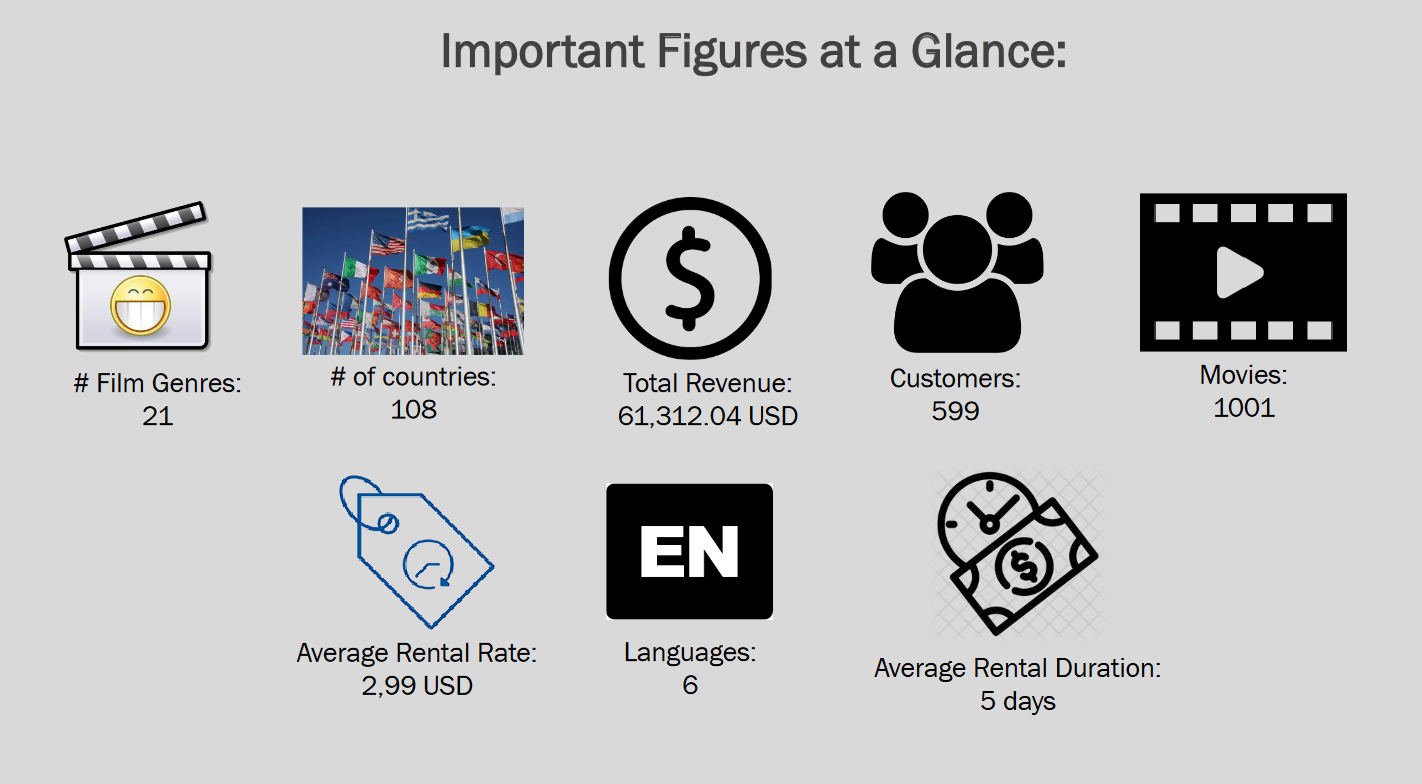 Important Figures at a Glance:
# Film Genres:
21
# of countries:
108
Total Revenue:
61,312.04 USD
Customers:
599
Movies:
1001
Average Rental Rate:
2,99 USD
EN
Languages:
6
Average Rental Duration:
5 days